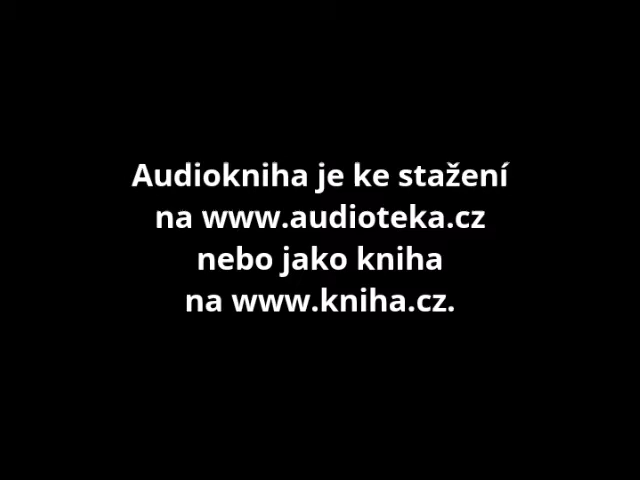 Audiokniha je ke stažení
na www.audioteka.cz
nebo jako kniha
na www.kniha.cz.